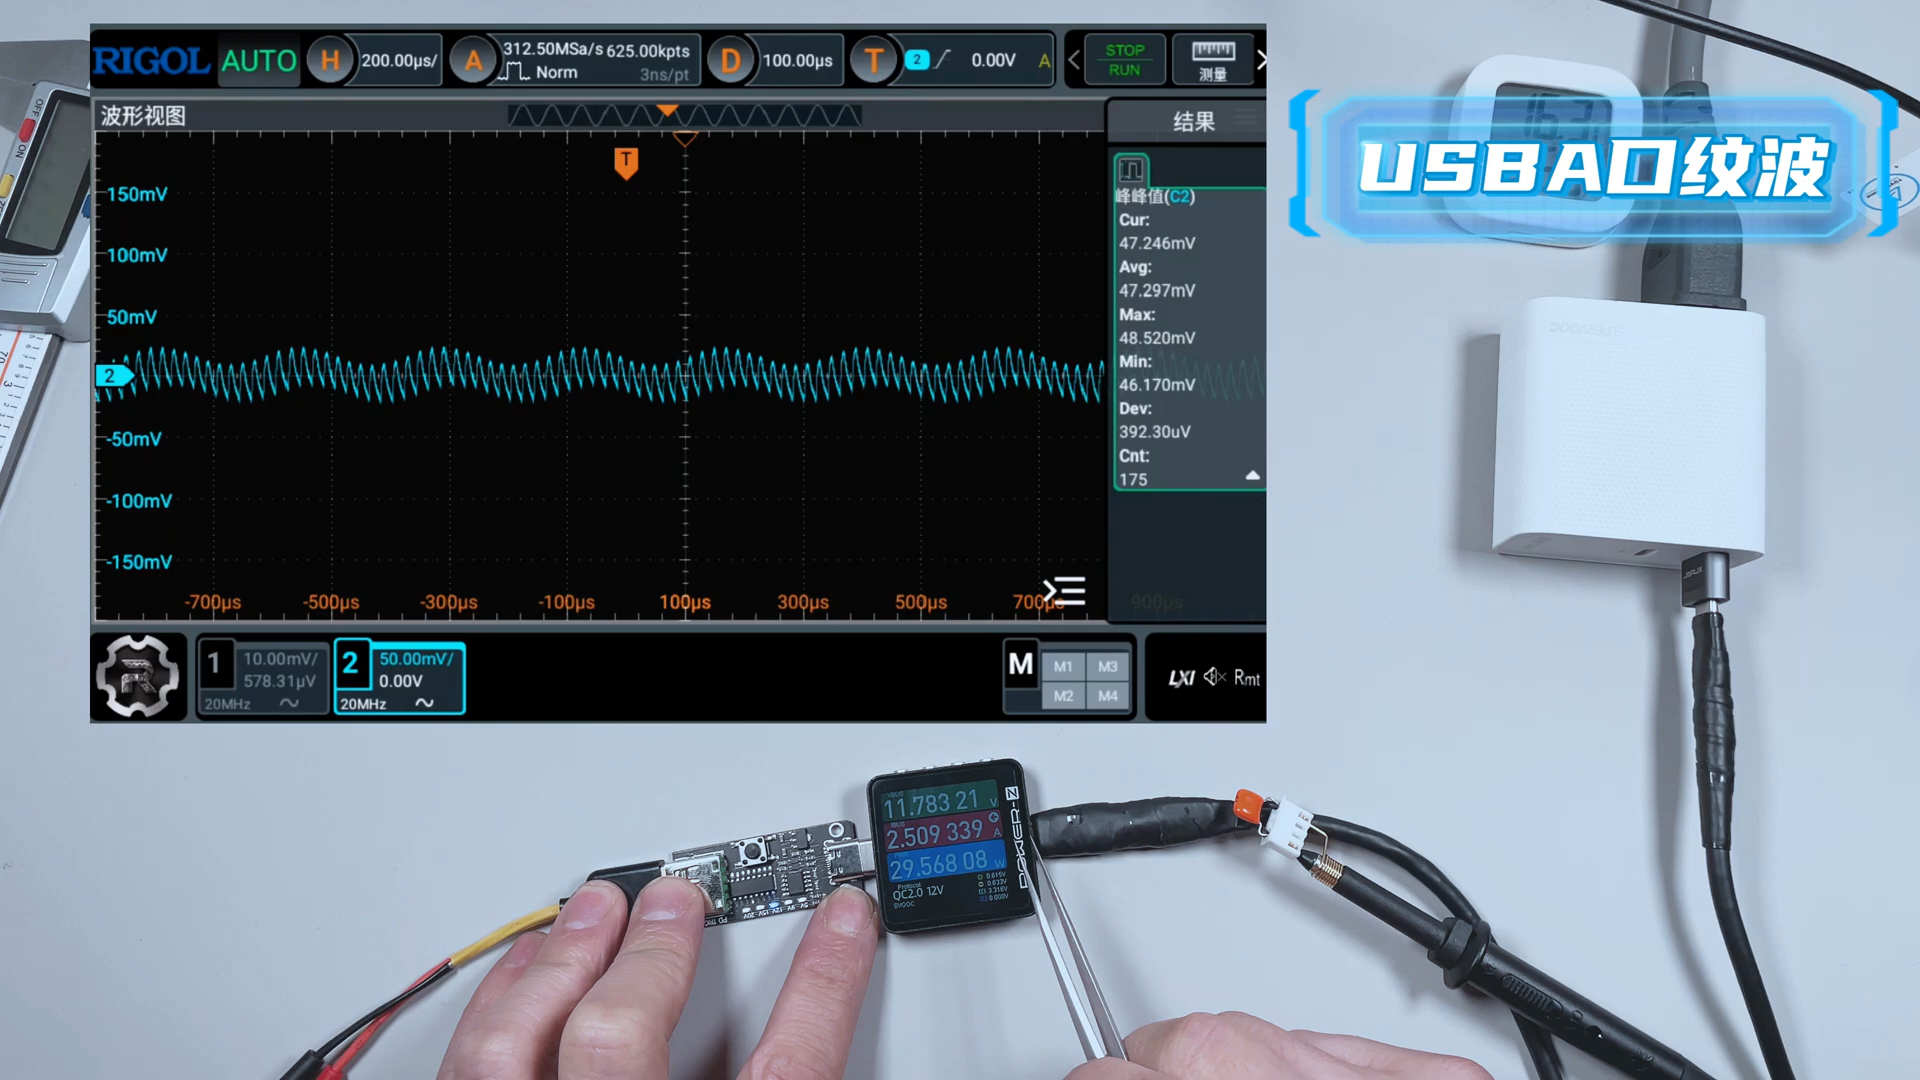 RIGOL
AUTO
H
200.00μs/
A
312.50MSa/s 625.00kpts
Norm
3ns/pt
D
100.00μs
T
2
0.00V
A
STOP
RUN
测量
波形视图
结果
USBA口纹波
T
150mV
100mV
50mV
2
-50mV
-100mV
-150mV
-700μs
-500μs
-300μs
-100μs
100μs
300μs
500μs
700μs
900μs
峰峰值(C2)
Cur:
47.246mV
Avg:
47.297mV
Max:
48.520mV
Min:
46.170mV
Dev:
392.30uV
Cnt:
175
1
10.00mV/
578.31μV
20MHz
2
50.00mV/
0.00V
20MHz
M
M1
M3
M2
M4
LXI
Rmt
OFF
ON
SUPERVOOC
11.783 21 V
2.509 339 A
29.568 08 W
Protocol
QC2.0 12V
POWER-Z